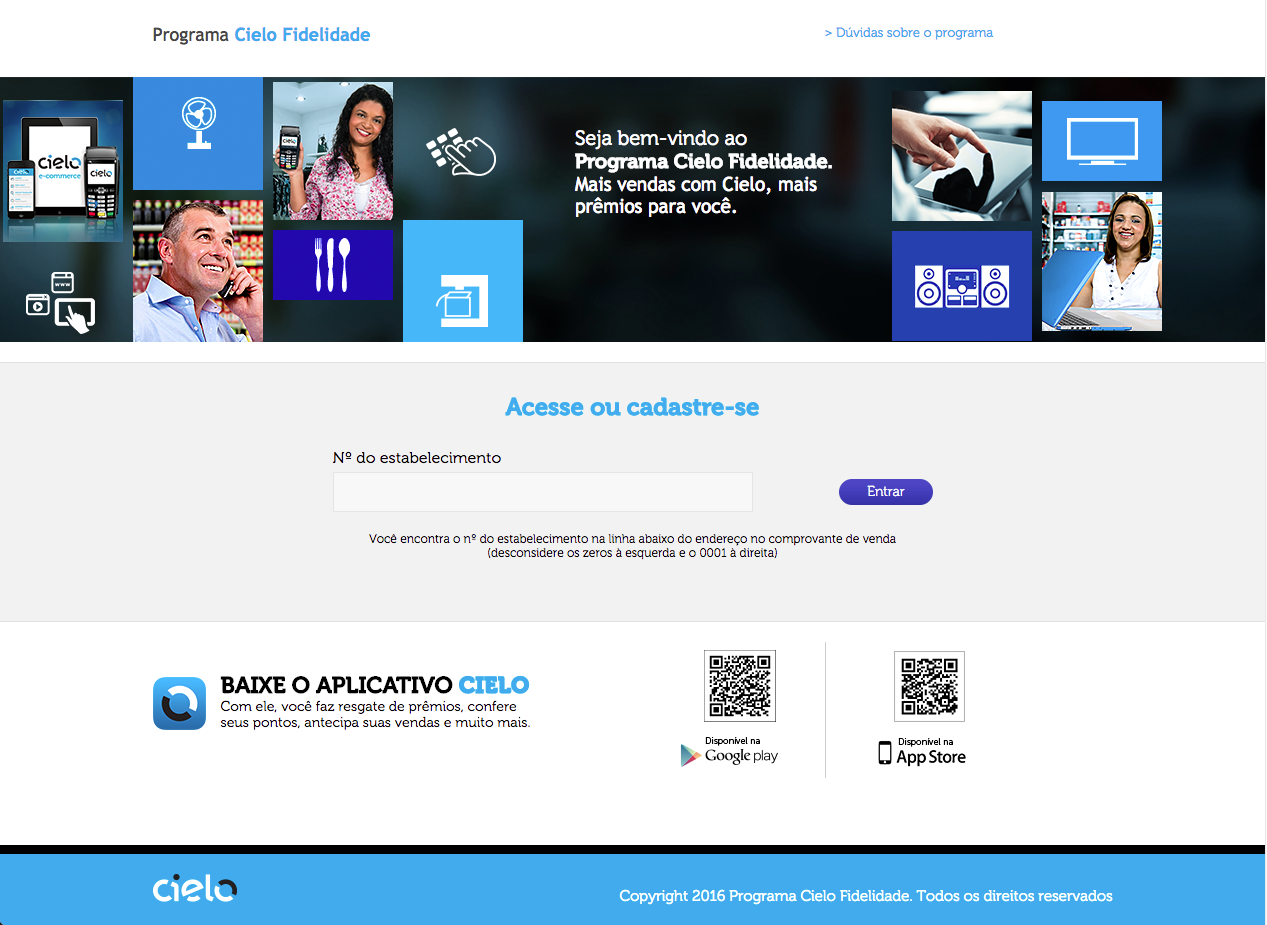 Programa Cielo Fidelidade
> Dúvidas sobre o programa
cielo
e-commerce
cielo
cielo
cielo
www
Seja bem-vindo ao
Programa Cielo Fidelidade.
Mais vendas com Cielo, mais
prêmios para você.
Acesse ou cadastre-se
Nº do estabelecimento
Entrar
Você encontra o nº do estabelecimento na linha abaixo do endereço no comprovante de venda
(desconsidere os zeros à esquerda e o 0001 à direita)
BAIXE O APLICATIVO CIELO
Com ele, você faz resgate de prêmios, confere
seus pontos, antecipa suas vendas e muito mais.
Disponível na
Google play
Disponível na
App Store
cielo
Copyright 2016 Programa Cielo Fidelidade. Todos os direitos reservados